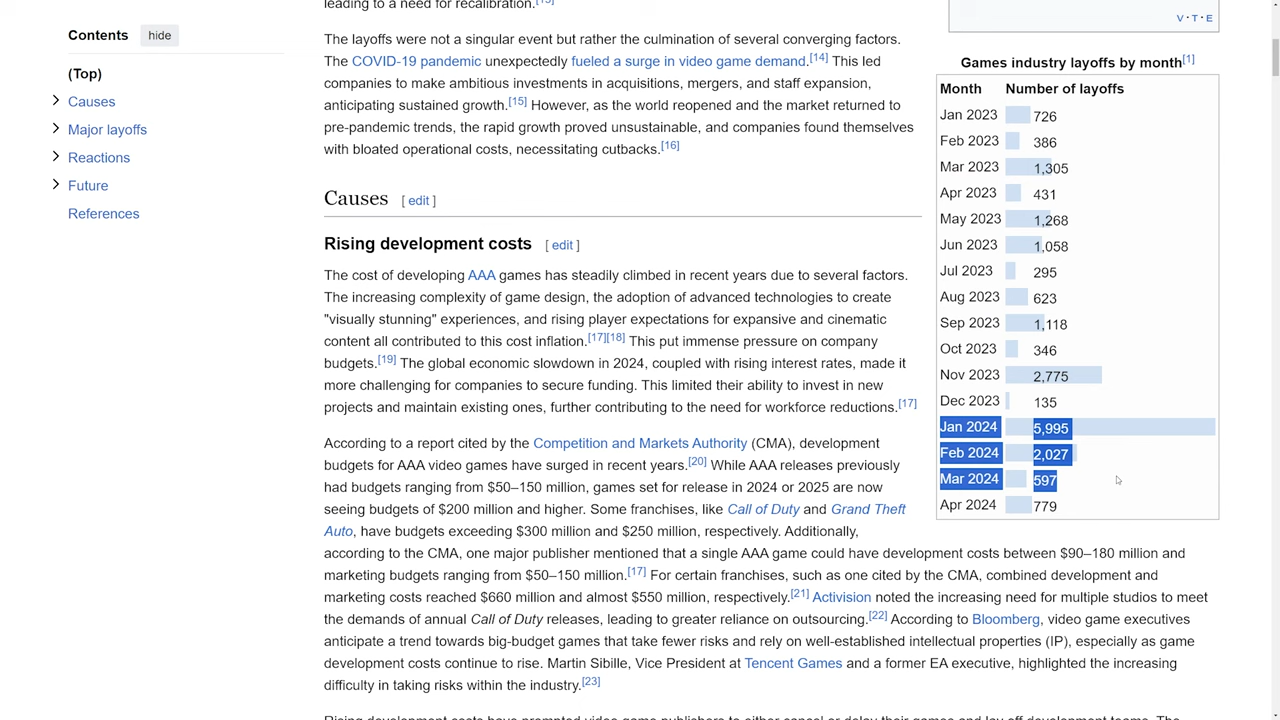 leading to a need for recalibration.[13]
V·T·E
Contents hide
(Top)
Causes
Major layoffs
Reactions
Future
References
The layoffs were not a singular event but rather the culmination of several converging factors.
The COVID-19 pandemic unexpectedly fueled a surge in video game demand.[14] This led
companies to make ambitious investments in acquisitions, mergers, and staff expansion,
anticipating sustained growth.[15] However, as the world reopened and the market returned to
pre-pandemic trends, the rapid growth proved unsustainable, and companies found themselves
with bloated operational costs, necessitating cutbacks.[16]
Causes [ edit ]
Rising development costs [ edit ]
The cost of developing AAA games has steadily climbed in recent years due to several factors.
The increasing complexity of game design, the adoption of advanced technologies to create
"visually stunning" experiences, and rising player expectations for expansive and cinematic
content all contributed to this cost inflation.[17][18] This put immense pressure on company
budgets.[19] The global economic slowdown in 2024, coupled with rising interest rates, made it
more challenging for companies to secure funding. This limited their ability to invest in new
projects and maintain existing ones, further contributing to the need for workforce reductions.[17]
According to a report cited by the Competition and Markets Authority (CMA), development
budgets for AAA video games have surged in recent years.[20] While AAA releases previously
had budgets ranging from $50–150 million, games set for release in 2024 or 2025 are now
seeing budgets of $200 million and higher. Some franchises, like Call of Duty and Grand Theft
Auto, have budgets exceeding $300 million and $250 million, respectively. Additionally,
according to the CMA, one major publisher mentioned that a single AAA game could have development costs between $90–180 million and
marketing budgets ranging from $50–150 million.[17] For certain franchises, such as one cited by the CMA, combined development and
marketing costs reached $660 million and almost $550 million, respectively.[21] Activision noted the increasing need for multiple studios to meet
the demands of annual Call of Duty releases, leading to greater reliance on outsourcing.[22] According to Bloomberg, video game executives
anticipate a trend towards big-budget games that take fewer risks and rely on well-established intellectual properties (IP), especially as game
development costs continue to rise. Martin Sibille, Vice President at Tencent Games and a former EA executive, highlighted the increasing
difficulty in taking risks within the industry.[23]
Rising development costs have prompted video game publishers to either cancel or delay their games and lay off development teams. The
Games industry layoffs by month[1]
Month Number of layoffs
Jan 2023 726
Feb 2023 386
Mar 2023 1,305
Apr 2023 431
May 2023 1,268
Jun 2023 1,058
Jul 2023 295
Aug 2023 623
Sep 2023 1,118
Oct 2023 346
Nov 2023 2,775
Dec 2023 135
Jan 2024 5,995
Feb 2024 2,027
Mar 2024 597
Apr 2024 779